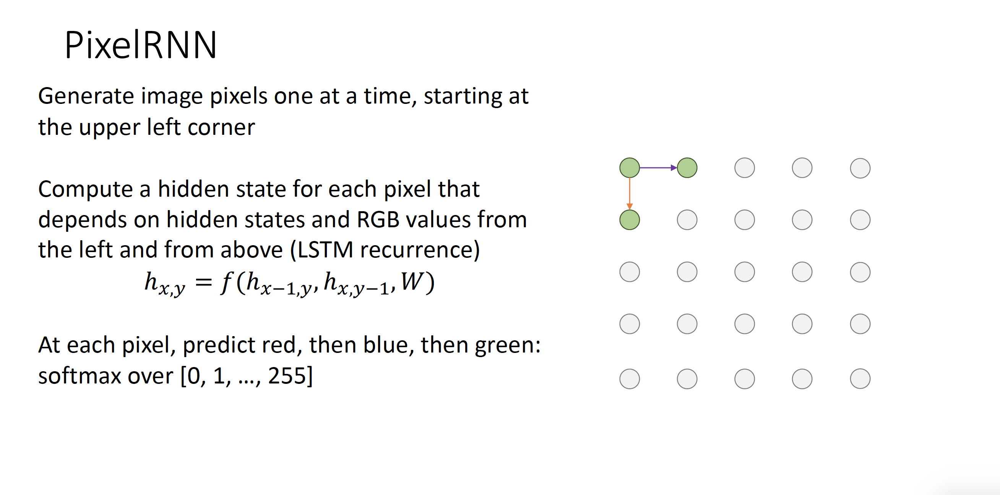 PixelRNN
Generate image pixels one at a time, starting at
the upper left corner
Compute a hidden state for each pixel that
depends on hidden states and RGB values from
the left and from above (LSTM recurrence)
h_{x,y} = f(h_{x-1,y}, h_{x,y-1}, W)
At each pixel, predict red, then blue, then green:
softmax over [0, 1, ..., 255]